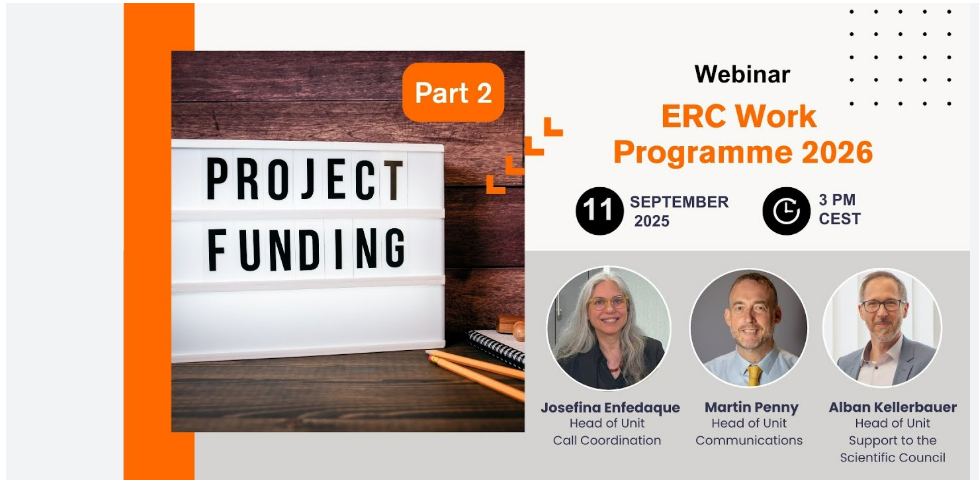 Part 2
PROJECT
FUNDING
Webinar
ERC Work
Programme 2026
11
SEPTEMBER
2025
3 PM
CEST
Josefina Enfedaque
Head of Unit
Call Coordination
Martin Penny
Head of Unit
Communications
Alban Kellerbauer
Head of Unit
Support to the
Scientific Council